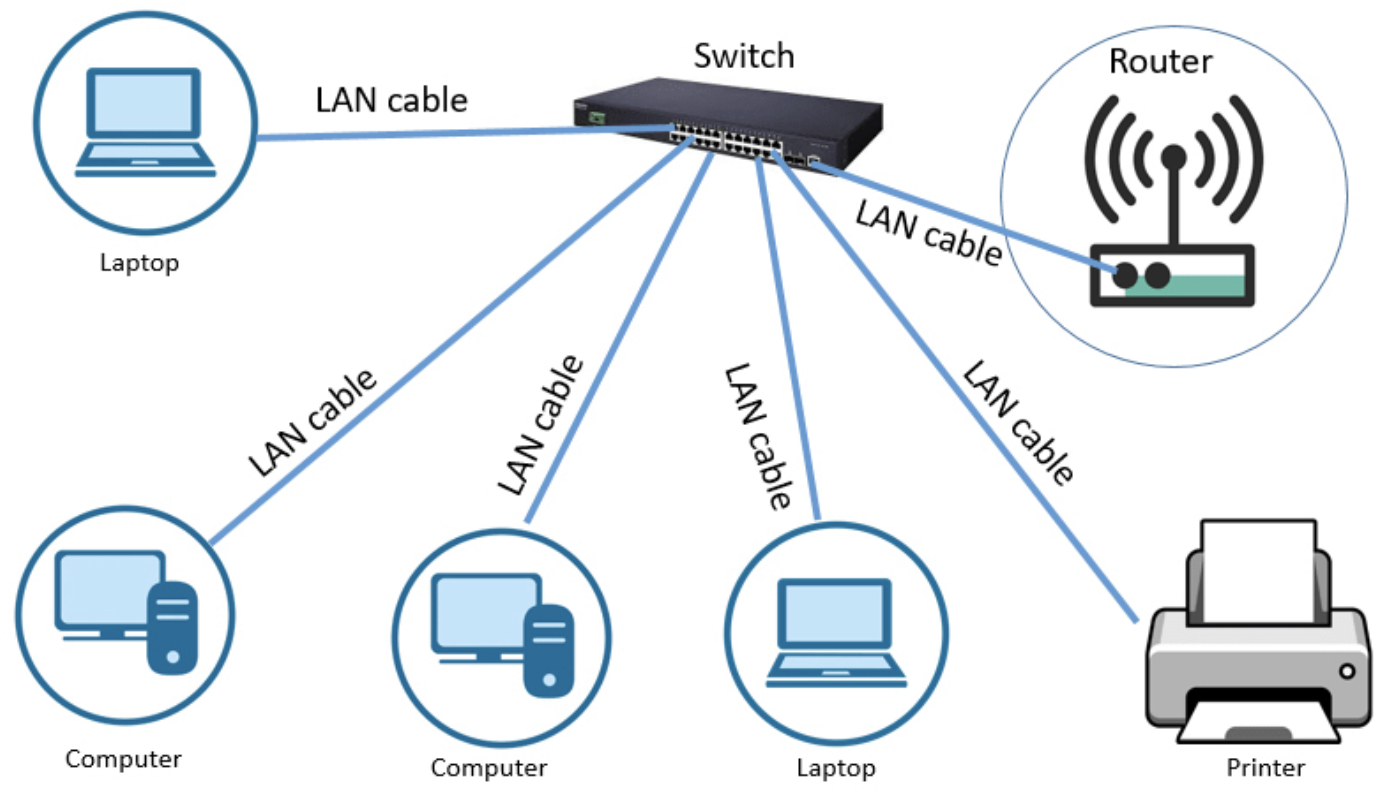 Switch
Router
LAN cable
LAN cable
Laptop
LAN cable
LAN cable
LAN cable
LAN cable
Computer
Computer
Laptop
Printer